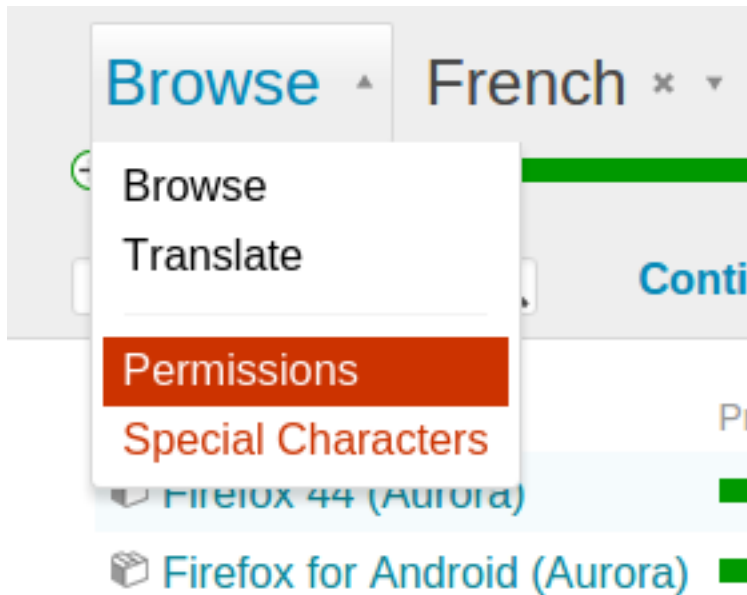 Browse French
Browse
Translate
Conti
Permissions
Special Characters
Pr
Firefox 44 (Aurora)
Firefox for Android (Aurora)